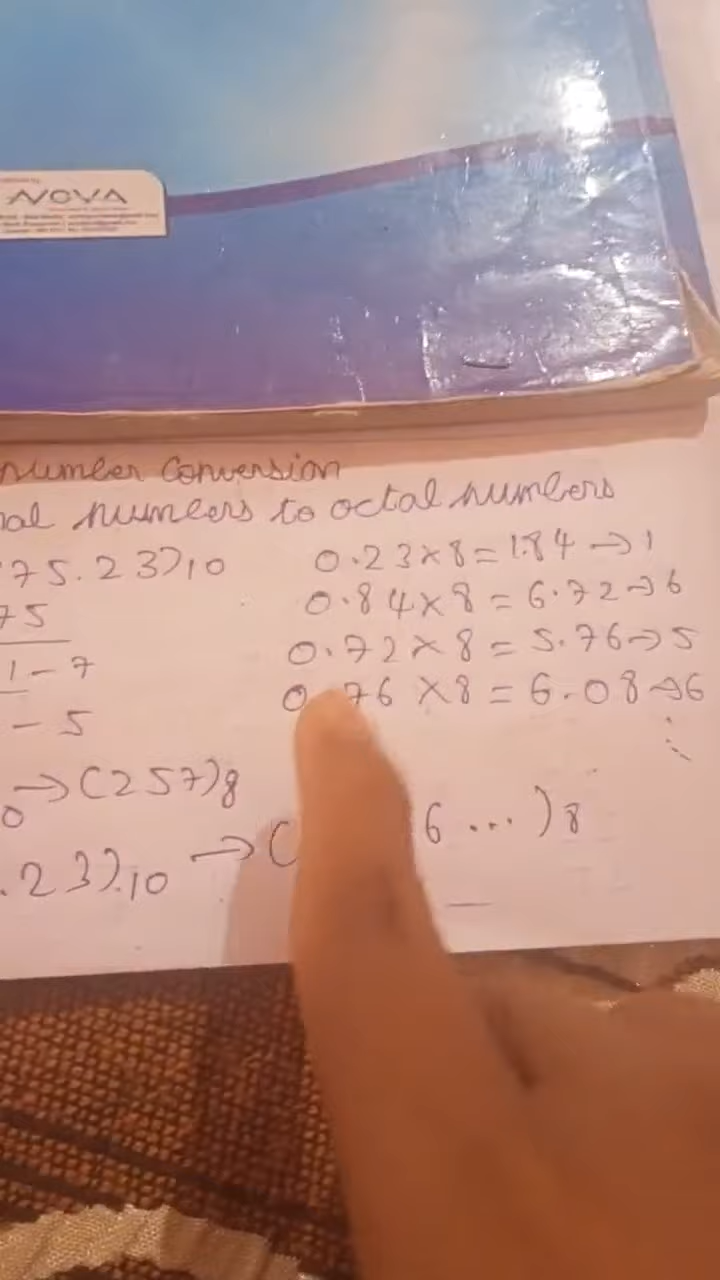 NOVA
number conversion
nal numbers to octal numbers
75.23)10
75
1-7
- 5
0.23×8=1.84→1
0.84×8=6.72→6
0.72×8=5.76→5
0.76×8=6.08→6
0→(257)8
.23)10→( 6 ...)8